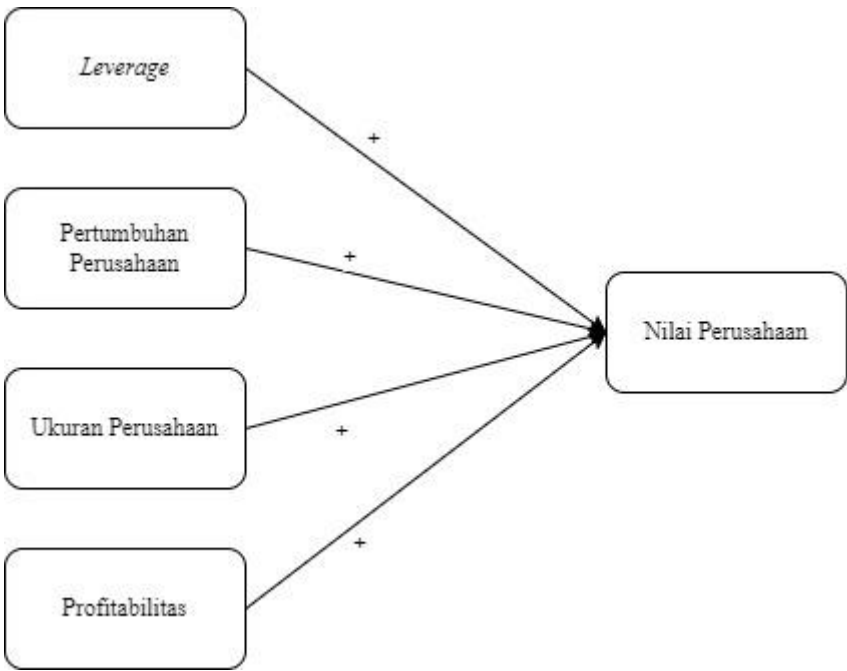 Leverage
+
Pertumbuhan
Perusahaan
+
Nilai Perusahaan
Ukuran Perusahaan
+
Profitabilitas
+